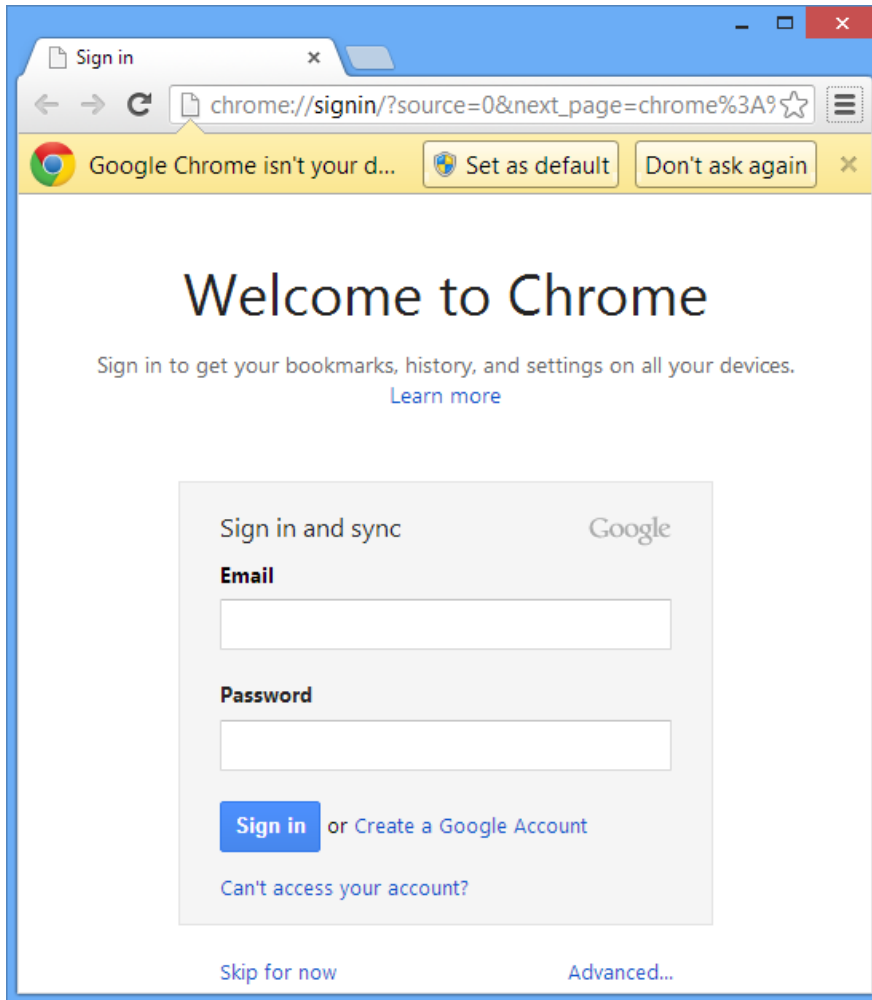 Sign in
chrome://signin/?source=0&next_page=chrome%3A%
Google Chrome isn't your d... Set as default Don't ask again
Welcome to Chrome
Sign in to get your bookmarks, history, and settings on all your devices.
Learn more
Sign in and sync Google
Email
Password
Sign in or Create a Google Account
Can't access your account?
Skip for now Advanced...